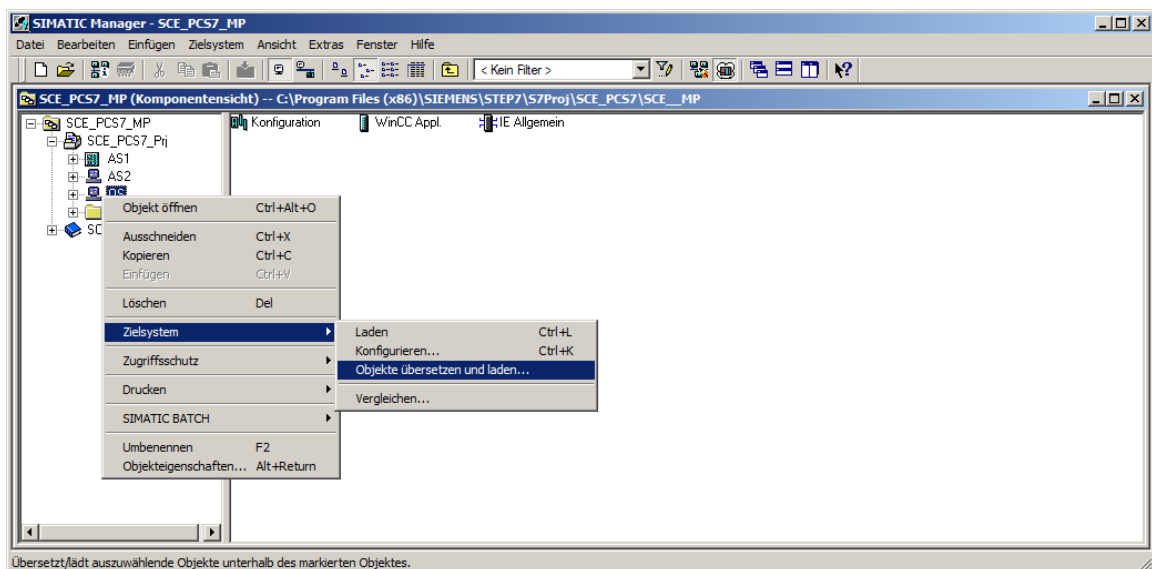 SIMATIC Manager - SCE_PCS7_MP
Datei Bearbeiten Einfügen Zielsystem Ansicht Extras Fenster Hilfe
< Kein Filter >
SCE_PCS7_MP (Komponentensicht) -- C:\Program Files (x86)\SIEMENS\STEP7\S7Proj\SCE_PCS7\SCE__MP
SCE_PCS7_MP
SCE_PCS7_Prj
AS1
AS2
OS
SC
Konfiguration WinCC Appl. IE Allgemein
Objekt öffnen Ctrl+Alt+O
Ausschneiden Ctrl+X
Kopieren Ctrl+C
Einfügen Ctrl+V
Löschen Del
Zielsystem
Zugriffsschutz
Drucken
SIMATIC BATCH
Umbenennen F2
Objekteigenschaften... Alt+Return
Laden Ctrl+L
Konfigurieren... Ctrl+K
Objekte übersetzen und laden...
Vergleichen...
Übersetzt/lädt auszuwählende Objekte unterhalb des markierten Objektes.